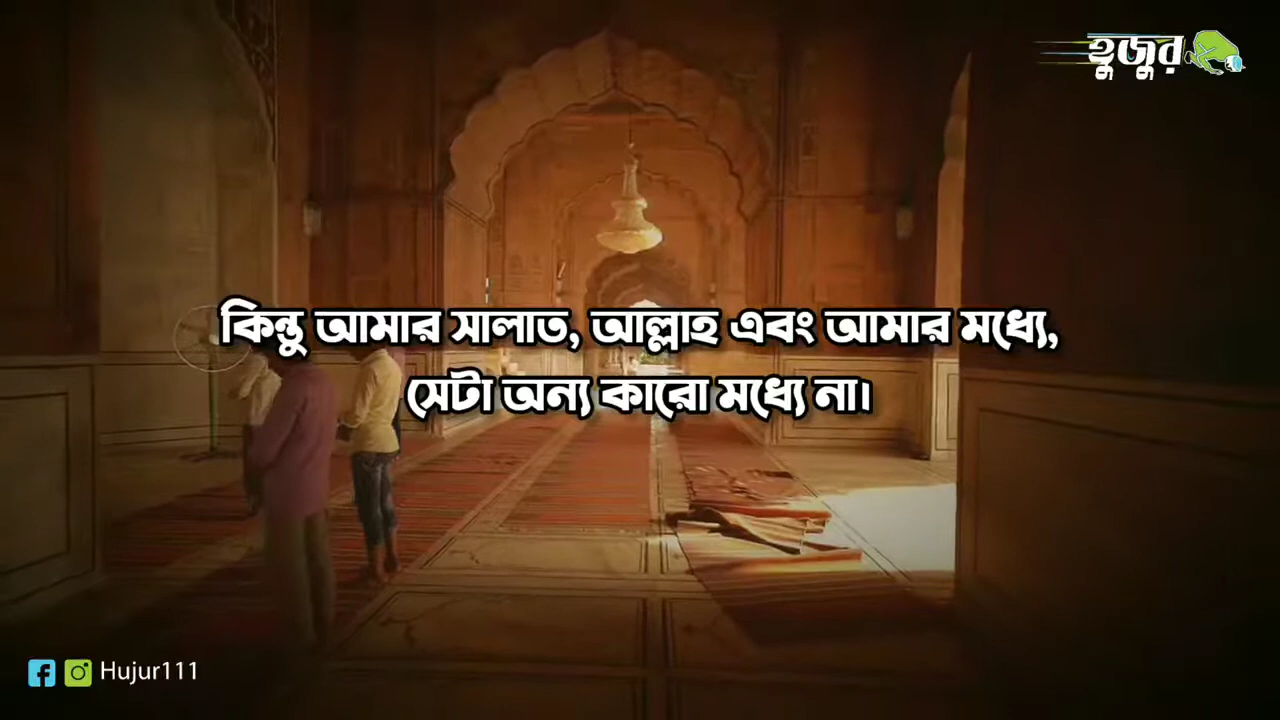 হুজুর
কিন্তু আমার সালাত, আল্লাহ এবং আমার মধ্যে,
সেটা অন্য কারো মধ্যে না।
Hujur111